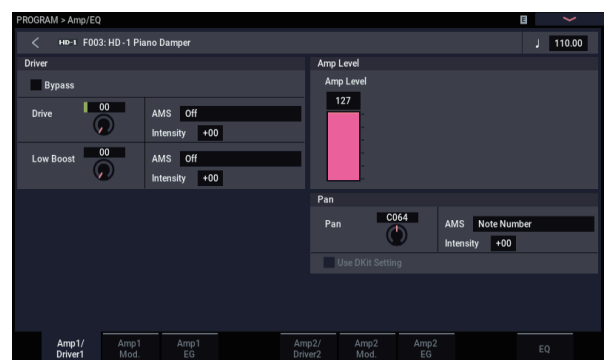 PROGRAM > Amp/EQ E
< HD-1 F003: HD-1 Piano Damper ♩ 110.00
Driver
Bypass
Drive 00 AMS Off
Intensity +00
Low Boost 00 AMS Off
Intensity +00
Amp Level
Amp Level
127
Pan
Pan C064 AMS Note Number
Intensity +00
Use DKit Setting
Amp1/ Amp1 Amp1 Amp2/ Amp2 Amp2 EQ
Driver1 Mod. EG Driver2 Mod. EG